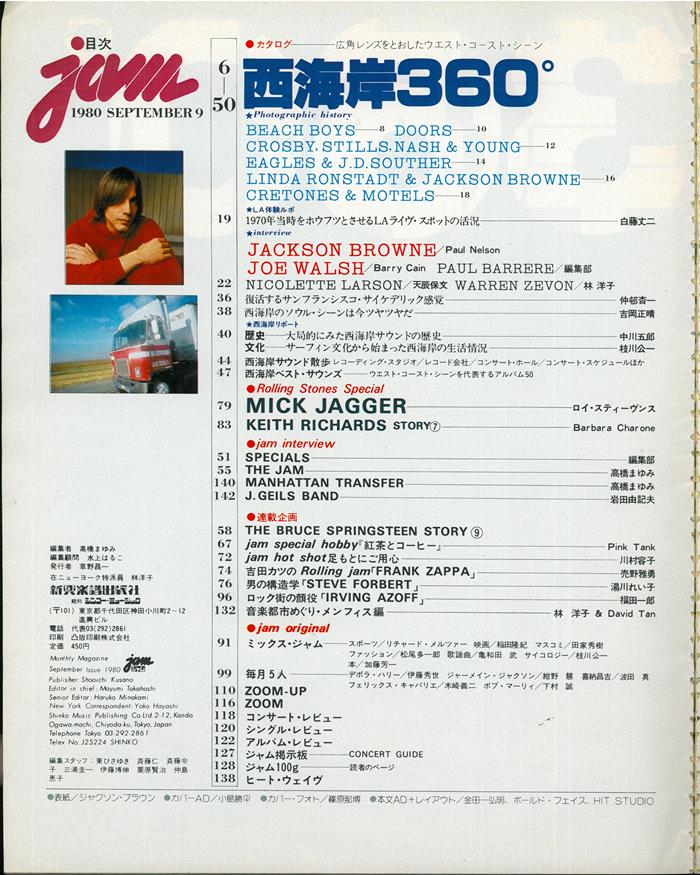 目次
jam
1980 SEPTEMBER 9
●カタログ――広角レンズをとおしたウエスト・コースト・シーン
6―50 西海岸360°
★Photographic history
BEACH BOYS―8 DOORS―10
CROSBY, STILLS, NASH & YOUNG―12
EAGLES & J.D.SOUTHER―14
LINDA RONSTADT & JACKSON BROWNE―16
CRETONES & MOTELS―18
★LA体験ルポ
19 1970年当時をホウフツとさせるLAライヴ・スポットの活況―白藤丈二
★interview
JACKSON BROWNE/Paul Nelson
JOE WALSH/Barry Cain PAUL BARRERE/編集部
22 NICOLETTE LARSON/天辰保文 WARREN ZEVON/林 洋子
36 復活するサンフランシスコ・サイケデリック感覚―仲邨杳一
38 西海岸のソウル・シーンは今ツヤツヤだ―吉岡正晴
★西海岸リポート
40 歴史―大局的にみた西海岸サウンドの歴史―中川五郎
文化―サーフィン文化から始まった西海岸の生活情況―枝川公一
44 西海岸サウンド散歩 レコーディング・スタジオ/レコード会社/コンサート・ホール/コンサート・スケジュールほか
47 西海岸ベスト・サウンズ―ウエスト・コースト・シーンを代表するアルバム50
●Rolling Stones Special
79 MICK JAGGER―ロイ・スティーヴンス
83 KEITH RICHARDS STORY⑦―Barbara Charone
●jam interview
51 SPECIALS―編集部
55 THE JAM―高橋まゆみ
140 MANHATTAN TRANSFER―高橋まゆみ
142 J.GEILS BAND―岩田由記夫
●連載企画
58 THE BRUCE SPRINGSTEEN STORY⑨
67 jam special hobby『紅茶とコーヒー』―Pink Tank
72 jam hot shot 足もとにご用心―川村容子
74 吉田カツのRolling jam「FRANK ZAPPA」―売野雅勇
76 男の構造学「STEVE FORBERT」―湯川れい子
96 ロック街の顔役「IRVING AZOFF」―福田一郎
132 音楽都市めぐり・メンフィス編―林 洋子 & David Tan
●jam original
91 ミックス・ジャム―スポーツ/リチャード・メルツァー 映画/稲田隆紀 マスコミ/田家秀樹
ファッション/松尾多一郎 歌謡曲/亀和田 武 サイコロジー/枝川公一
本/加藤芳一
99 毎月5人―デボラ・ハリー/伊藤秀世 ジャーメイン・ジャクソン/紺野 慧 喜納昌吉/波田 真
フェリックス・キャバリエ/木崎義二 ボブ・マーリィ/下村 誠
110 ZOOM-UP
116 ZOOM
118 コンサート・レビュー
120 シングル・レビュー
122 アルバム・レビュー
127 ジャム掲示板―CONCERT GUIDE
128 ジャム100g―読者のページ
138 ヒート・ウェイヴ
編集者 高橋まゆみ
編集顧問 水上はるこ
発行者 草野昌一
在ニューヨーク特派員 林洋子
新興楽譜出版社
シンコー・ミュージック
(〒101)東京都千代田区神田小川町2-12
進興ビル
電話 代表03(292)2861
印刷 凸版印刷株式会社
定価 450円
Monthly Magazine jam
September Issue 1980
Publisher: Shooichi Kusano
Editor in chief: Mayumi Takahashi
Senior Editor: Haruko Minakami
New York Correspondent: Yoko Hayashi
Shinko Music Publishing Co.Ltd. 2-12, Kanda
Ogawa-machi, Chiyoda-ku, Tokyo, Japan
Telephone Tokyo 03-292-2861
Telex No. J25224 SHINKO
編集スタッフ:東ひさゆき 斉藤仁 斉藤令
子 三浦圭一 伊藤博伸 栗原賢治 仲島
恵子
●表紙/ジャクソン・ブラウン ●カバーAD/小島勝平 ●カバー・フォト/篠原邸博 ●本文AD+レイアウト/金田一弘明、ボールド・フェイス、HIT STUDIO